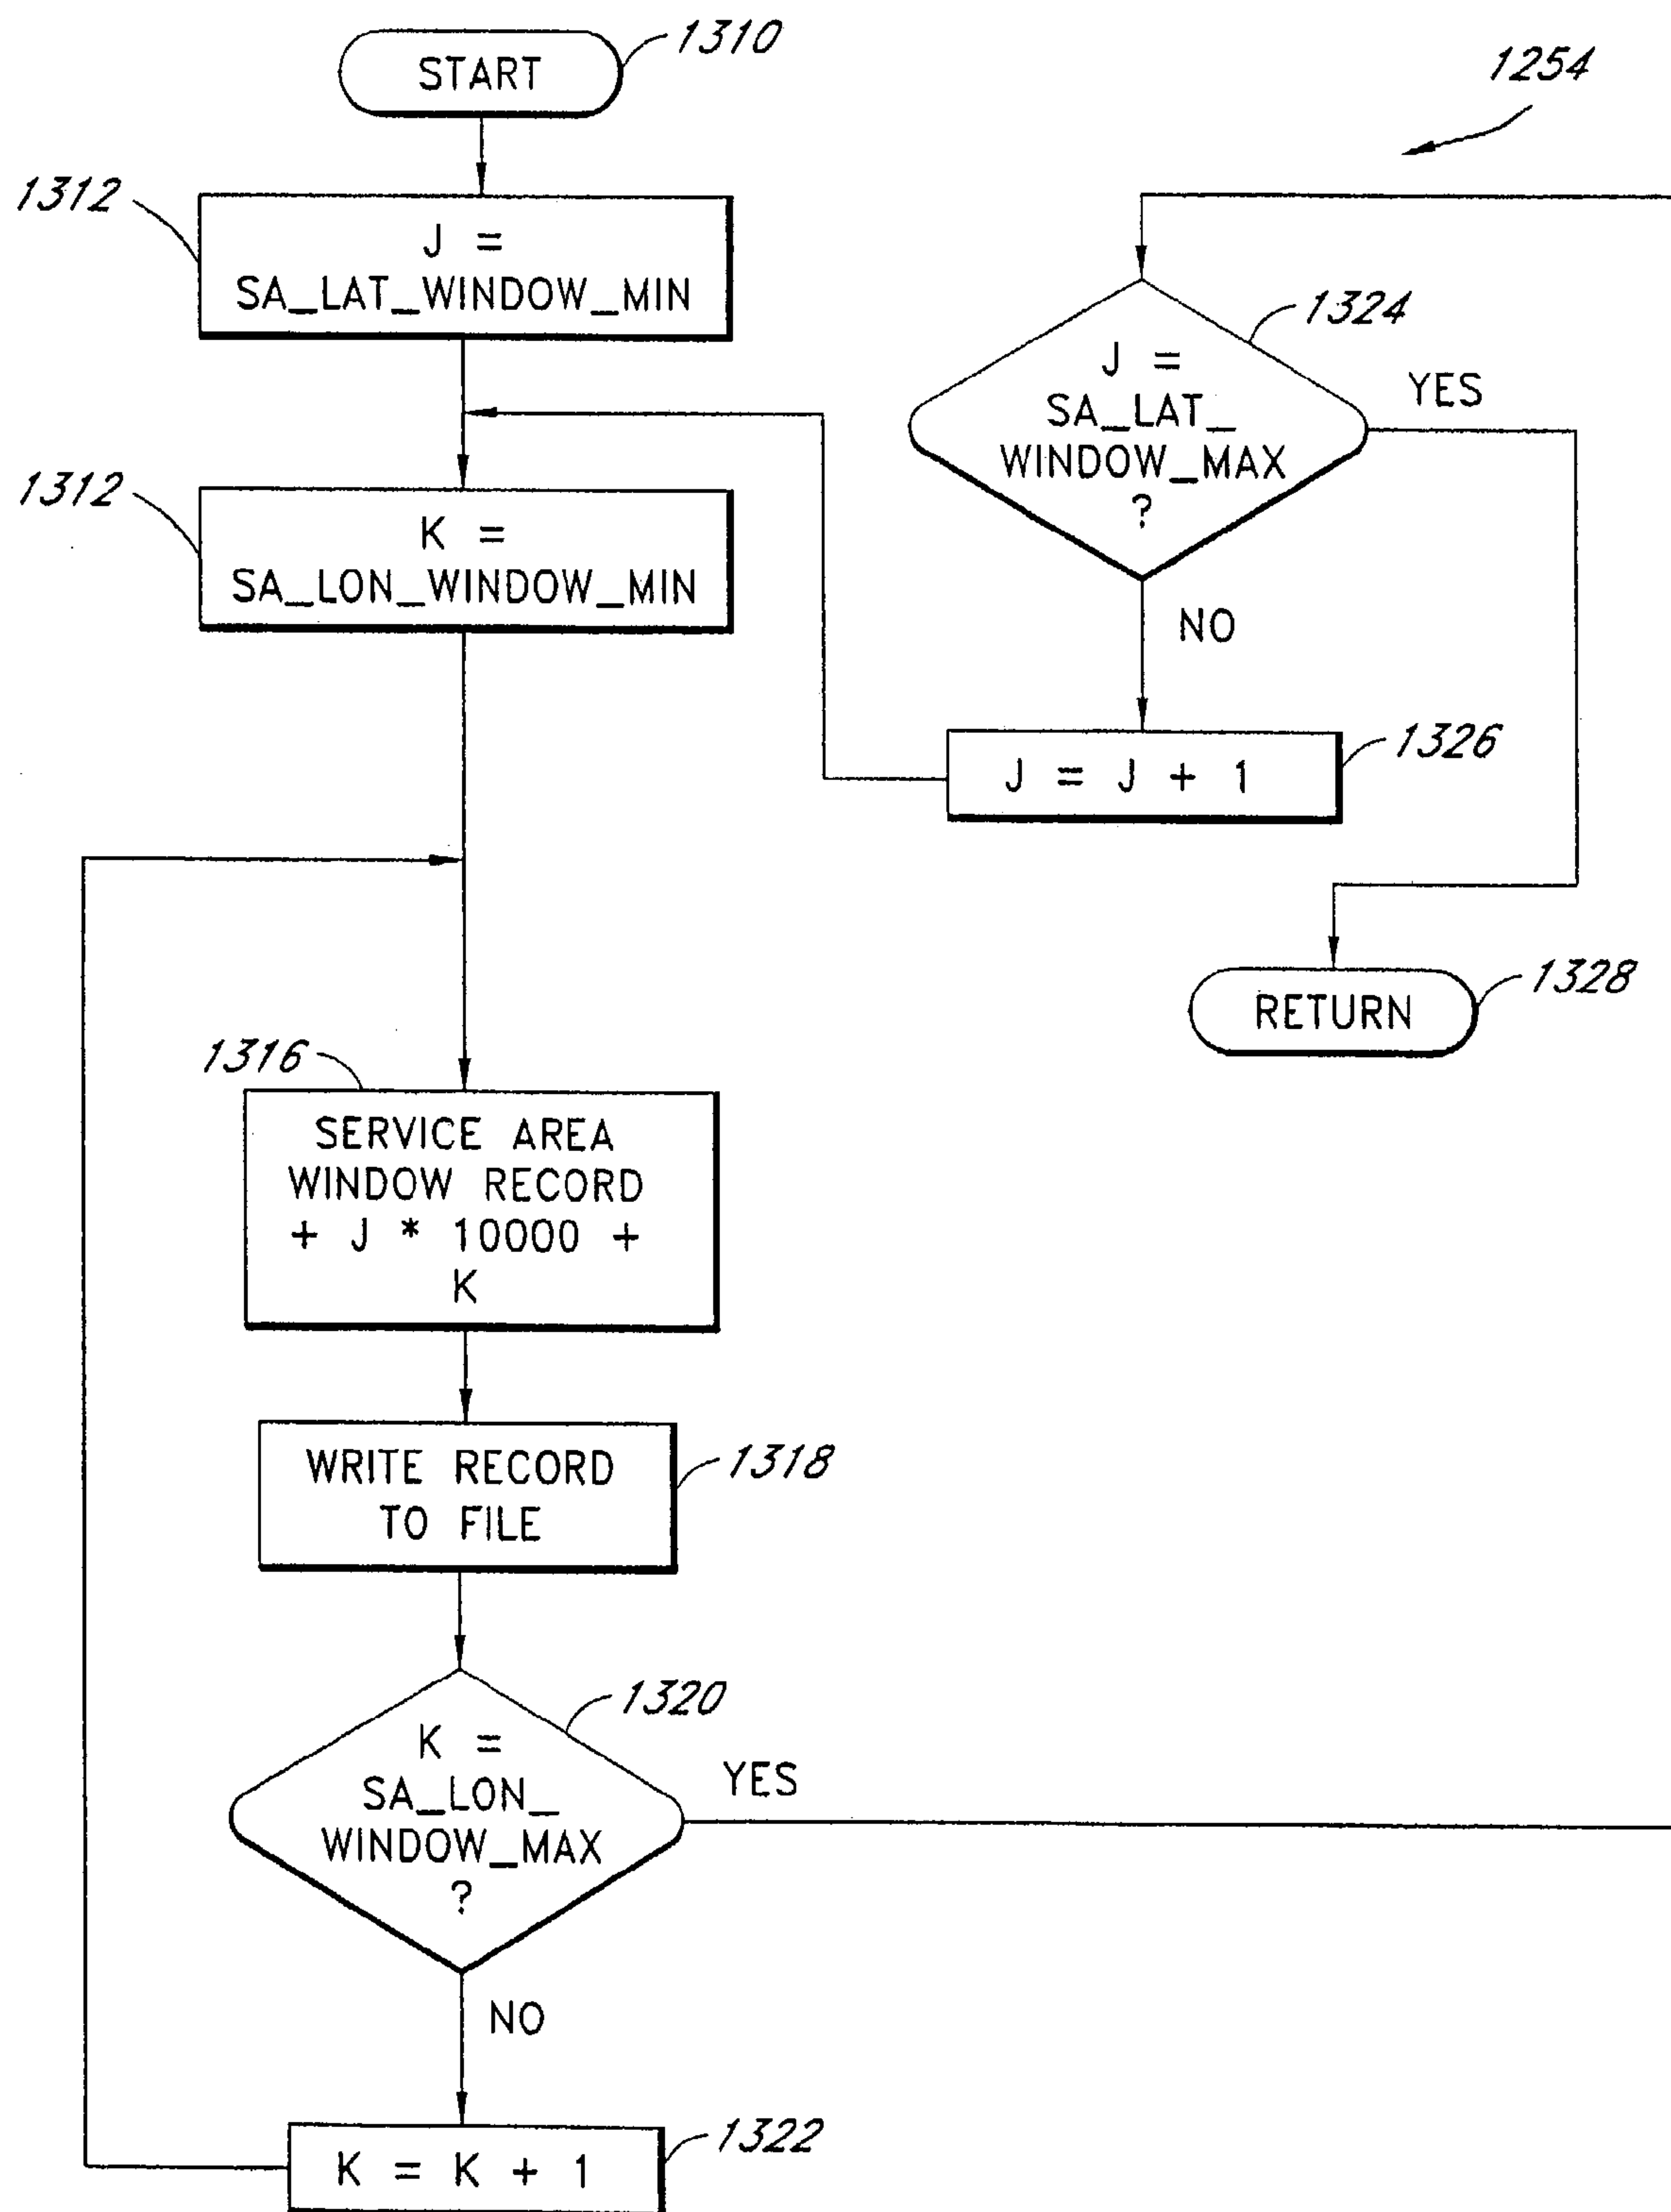 START
1310
1254
1312
J =
SA_LAT_WINDOW_MIN
1312
K =
SA_LON_WINDOW_MIN
1316
SERVICE AREA
WINDOW RECORD
+ J * 10000 +
K
WRITE RECORD
TO FILE
1318
1320
K =
SA_LON_
WINDOW_MAX
?
YES
NO
K = K + 1
1322
1324
J =
SA_LAT_
WINDOW_MAX
?
YES
NO
J = J + 1
1326
RETURN
1328